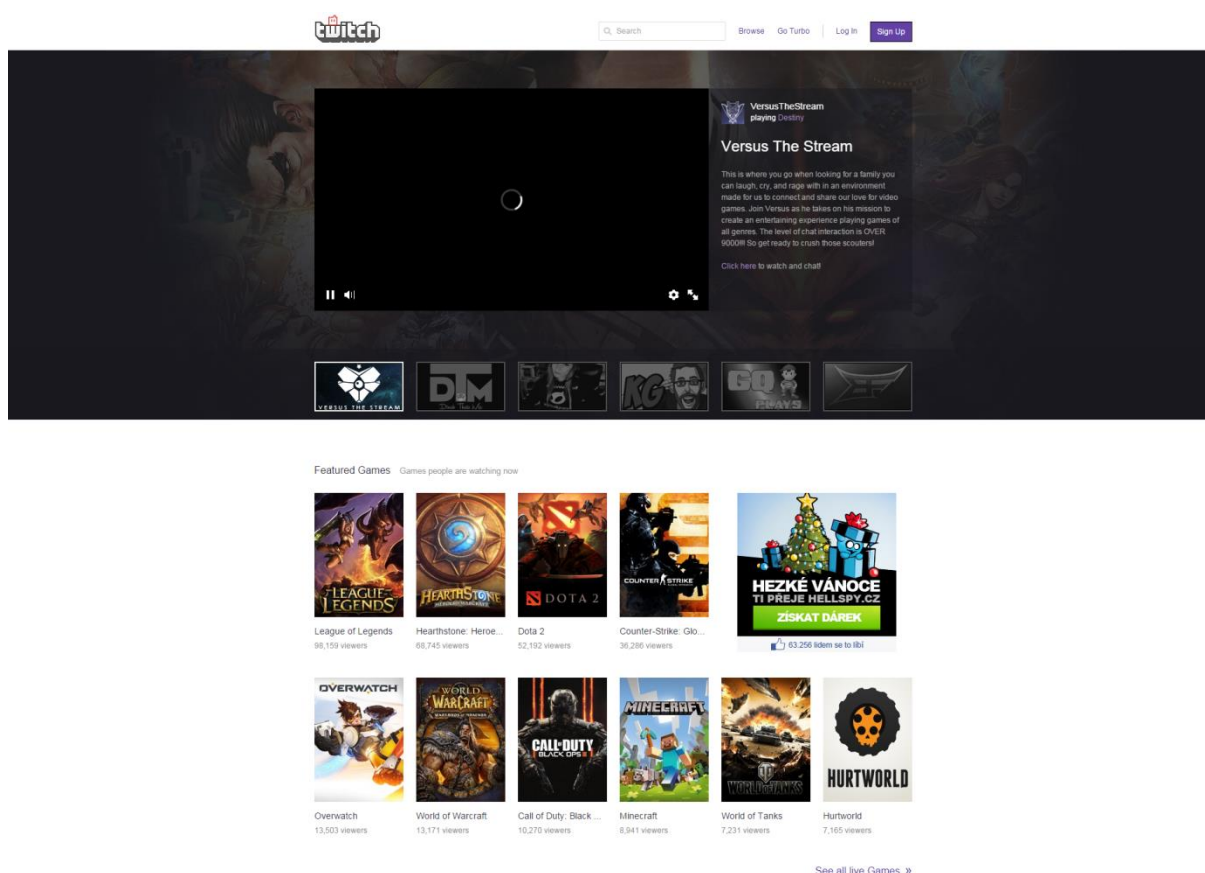 twitch
Search
Browse Go Turbo Log In Sign Up
VersusTheStream
playing Destiny
Versus The Stream
This is where you go when looking for a family you
can laugh, cry, and rage with in an environment
made for us to connect and share our love for video
games. Join Versus as he takes on his mission to
create an entertaining experience playing games of
all genres. The level of chat interaction is OVER
9000!!! So get ready to crush those scouters!
Click here to watch and chat!
VERSUS THE STREAM
DTM
KG
GQ
PLAYS
Featured Games Games people are watching now
LEAGUE OF
LEGENDS
HEARTHSTONE
DOTA 2
COUNTER STRIKE
HEZKÉ VÁNOCE
TI PŘEJE HELLSPY.CZ
ZÍSKAT DÁREK
63.256 lidem se to líbí
League of Legends
98,159 viewers
Hearthstone: Heroe...
68,745 viewers
Dota 2
52,192 viewers
Counter-Strike: Glo...
36,286 viewers
OVERWATCH
WORLD
WARCRAFT
CALL OF DUTY
BLACK OPS III
MINECRAFT
WORLD OF TANKS
HURTWORLD
Overwatch
13,503 viewers
World of Warcraft
13,171 viewers
Call of Duty: Black ...
10,270 viewers
Minecraft
8,941 viewers
World of Tanks
7,231 viewers
Hurtworld
7,165 viewers
See all live Games »